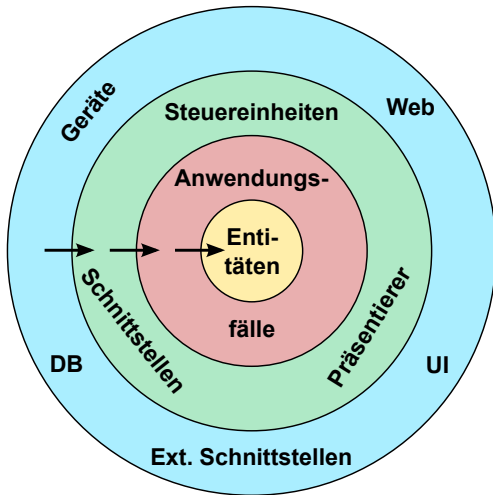 Geräte
Web
Steuereinheiten
Anwendungs-
Enti-
täten
fälle
Schnittstellen
Präsentierer
DB
UI
Ext. Schnittstellen